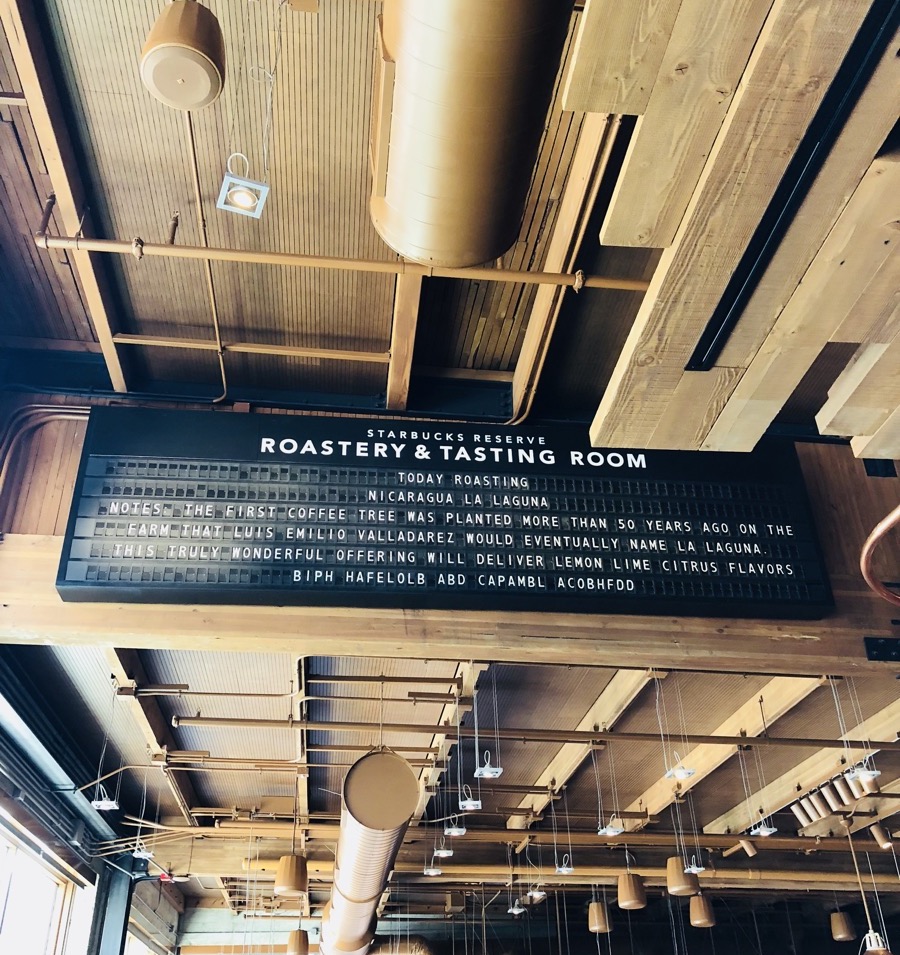 STARBUCKS RESERVE
ROASTERY & TASTING ROOM
TODAY ROASTING
NICARAGUA LA LAGUNA
NOTES: THE FIRST COFFEE TREE WAS PLANTED MORE THAN 50 YEARS AGO ON THE
FARM THAT LUIS EMILIO VALLADAREZ WOULD EVENTUALLY NAME LA LAGUNA.
THIS TRULY WONDERFUL OFFERING WILL DELIVER LEMON LIME CITRUS FLAVORS
BIPH HAFELOLB ABD CAPAMBL ACOBHFDD